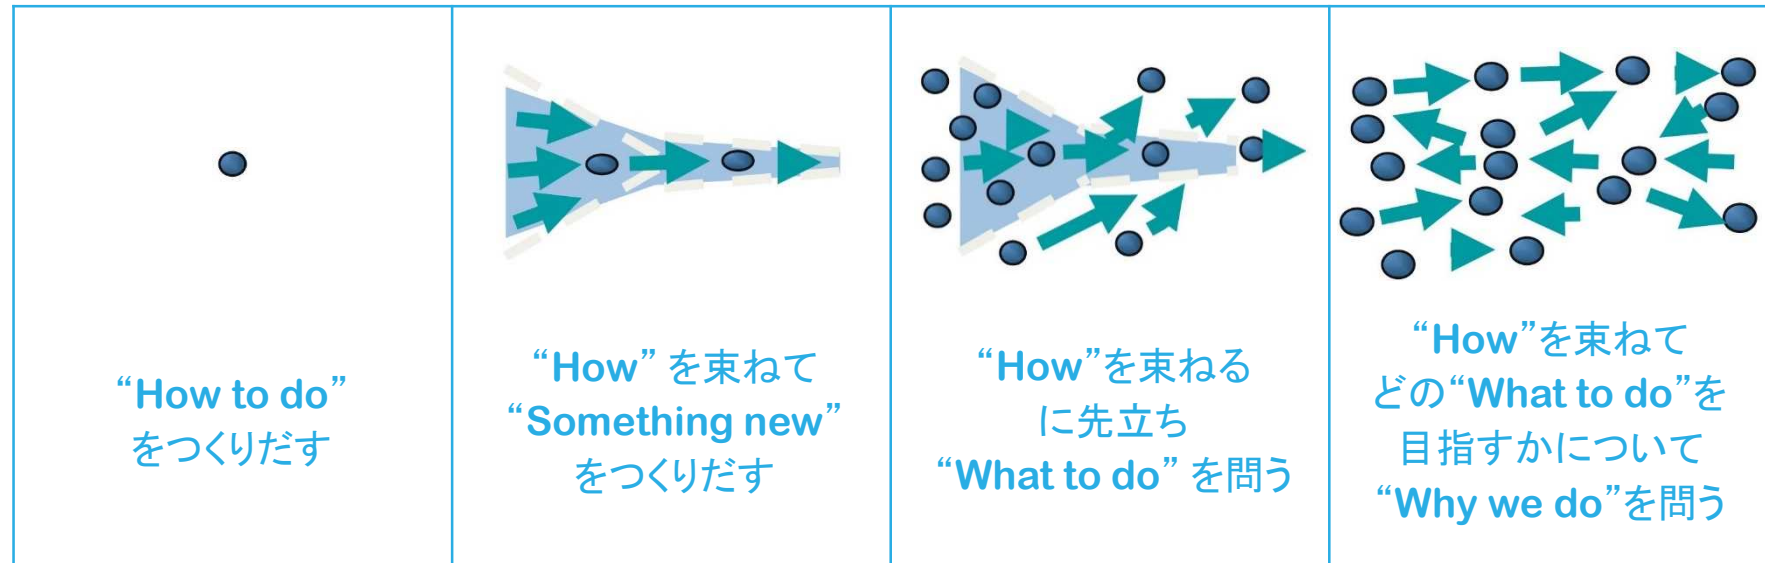 “How to do”
をつくりだす
“How” を束ねて
“Something new”
をつくりだす
“How”を束ねる
に先立ち
“What to do” を問う
“How”を束ねて
どの“What to do”を
目指すかについて
“Why we do”を問う